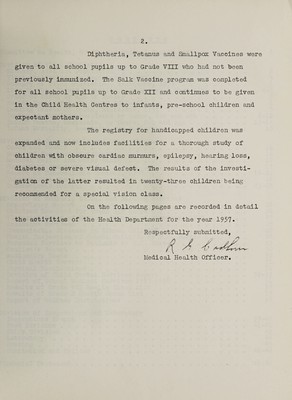 2.
Diphtheria, Tetanus and Smallpox Vaccines were
given to all school pupils up to Grade VIII who had not been
previously immunized. The Salk Vaccine program was completed
for all school pupils up to Grade XII and continues to be given
in the Child Health Centres to infants, pre-school children and
expectant mothers.
The registry for handicapped children was
expanded and now includes facilities for a thorough study of
children with obscure cardiac murmurs, epilepsy, hearing loss,
diabetes or severe visual defect. The results of the investi-
gation of the latter resulted in twenty-three children being
recommended for a special vision class.
On the following pages are recorded in detail
the activities of the Health Department for the year 1957.
Respectfully submitted,
R G Cadham
Medical Health Officer.